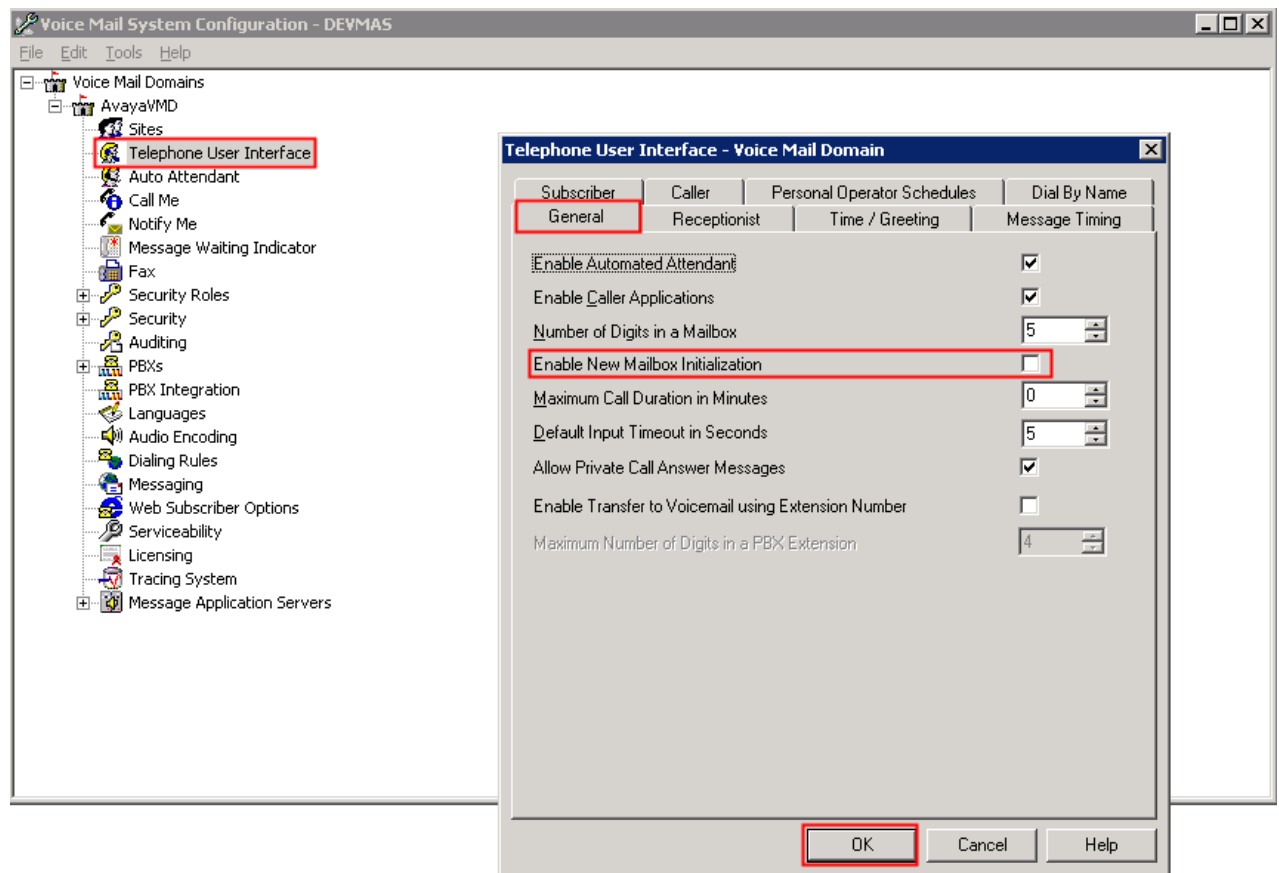 Voice Mail System Configuration - DEVMAS
File Edit Tools Help
Voice Mail Domains
AvayaVMD
Sites
Telephone User Interface
Auto Attendant
Call Me
Notify Me
Message Waiting Indicator
Fax
Security Roles
Security
Auditing
PBXs
PBX Integration
Languages
Audio Encoding
Dialing Rules
Messaging
Web Subscriber Options
Serviceability
Licensing
Tracing System
Message Application Servers
Telephone User Interface - Voice Mail Domain
Subscriber Caller Personal Operator Schedules Dial By Name
General Receptionist Time / Greeting Message Timing
Enable Automated Attendant
Enable Caller Applications
Number of Digits in a Mailbox 5
Enable New Mailbox Initialization
Maximum Call Duration in Minutes 0
Default Input Timeout in Seconds 5
Allow Private Call Answer Messages
Enable Transfer to Voicemail using Extension Number
Maximum Number of Digits in a PBX Extension 4
OK Cancel Help